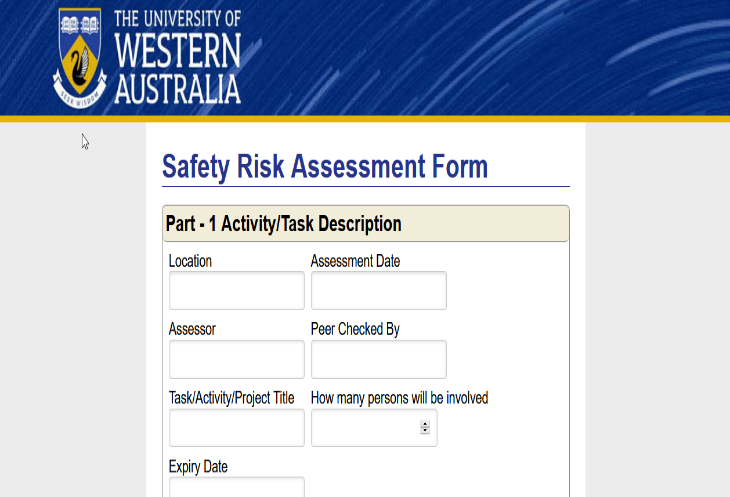 THE UNIVERSITY OF
WESTERN
AUSTRALIA
SEEK WISDOM
Safety Risk Assessment Form
Part - 1 Activity/Task Description
Location Assessment Date
Assessor Peer Checked By
Task/Activity/Project Title How many persons will be involved
Expiry Date